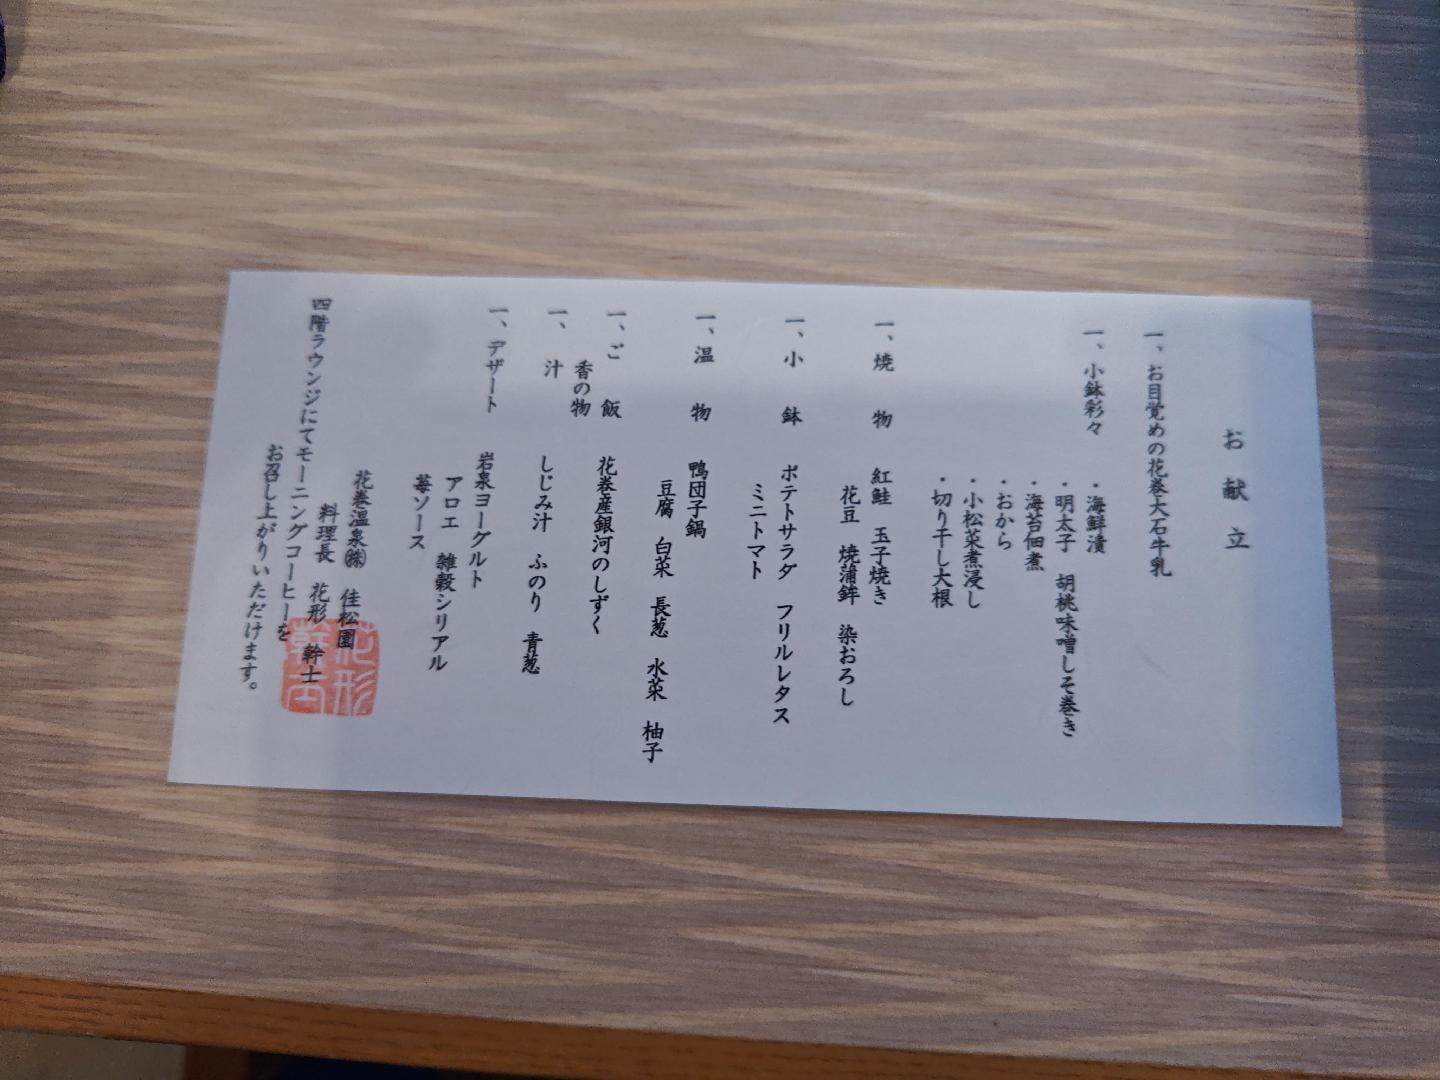 お献立
一、お目覚めの花巻大石牛乳
一、小鉢彩々 ・海鮮漬
・明太子 胡桃味噌しそ巻き
・海苔佃煮
・おから
・小松菜煮浸し
・切り干し大根
一、焼物 紅鮭 玉子焼き
花豆 焼蒲鉾 染おろし
一、小鉢 ポテトサラダ フリルレタス
ミニトマト
一、温物 鴨団子鍋
豆腐 白菜 長葱 水菜 柚子
一、ご飯 花巻産銀河のしずく
香の物
一、汁 しじみ汁 ふのり 青葱
一、デザート 岩泉ヨーグルト
アロエ 雑穀シリアル
苺ソース
花巻温泉㈱ 佳松園
料理長 花形 幹士
四階ラウンジにてモーニングコーヒーを
お召し上がりいただけます。
花形